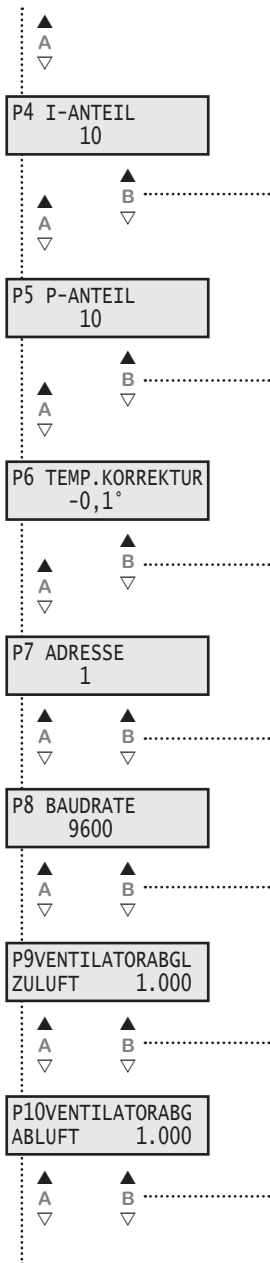 A
P4 I-ANTEIL
10
B
A
P5 P-ANTEIL
10
B
A
P6 TEMP.KORREKTUR
-0,1°
B
A
P7 ADRESSE
1
A B
P8 BAUDRATE
9600
A B
P9VENTILATORABGL
ZULUFT 1.000
A B
P10VENTILATORABG
ABLUFT 1.000
A B